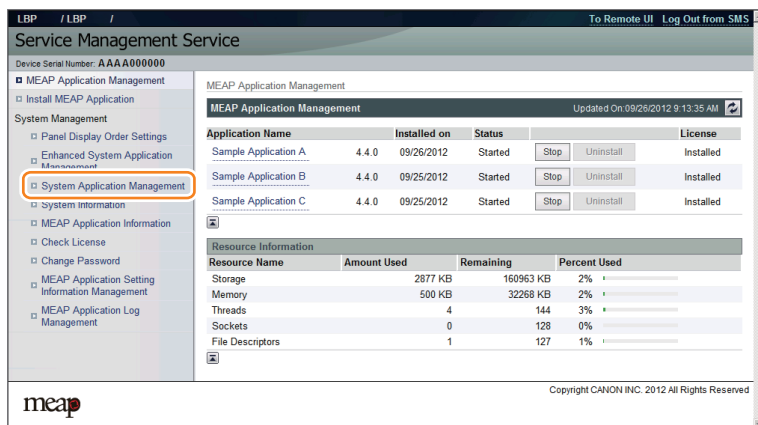 LBP / LBP / To Remote UI Log Out from SMS
Service Management Service
Device Serial Number: AAAA000000
MEAP Application Management
Install MEAP Application
System Management
Panel Display Order Settings
Enhanced System Application
Management
System Application Management
System Information
MEAP Application Information
Check License
Change Password
MEAP Application Setting
Information Management
MEAP Application Log
Management
MEAP Application Management
MEAP Application Management Updated On:09/26/2012 9:13:35 AM
Application Name Installed on Status License
Sample Application A 4.4.0 09/26/2012 Started Stop Uninstall Installed
Sample Application B 4.4.0 09/25/2012 Started Stop Uninstall Installed
Sample Application C 4.4.0 09/25/2012 Started Stop Uninstall Installed
Resource Information
Resource Name Amount Used Remaining Percent Used
Storage 2877 KB 160963 KB 2%
Memory 500 KB 32268 KB 2%
Threads 4 144 3%
Sockets 0 128 0%
File Descriptors 1 127 1%
Copyright CANON INC. 2012 All Rights Reserved
meap